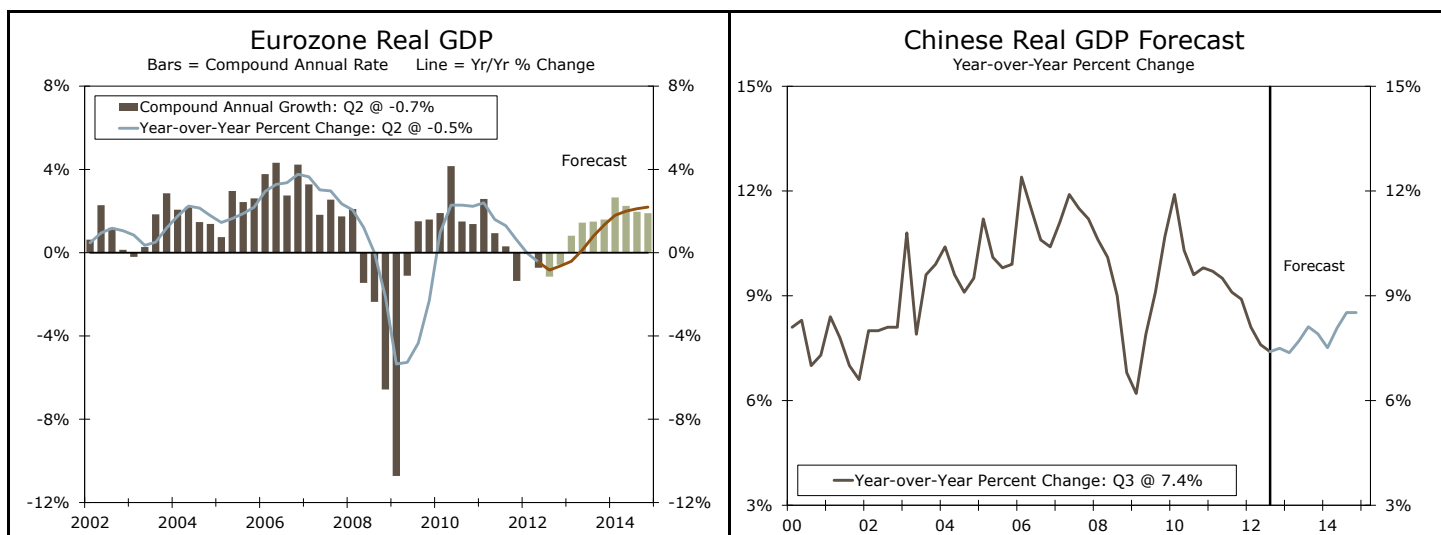 Eurozone Real GDP
Bars = Compound Annual Rate Line = Yr/Yr % Change
8%
4%
0%
-4%
-8%
-12%
8%
4%
0%
-4%
-8%
-12%
Compound Annual Growth: Q2 @ -0.7%
Year-over-Year Percent Change: Q2 @ -0.5%
Forecast
2002 2004 2006 2008 2010 2012 2014
Chinese Real GDP Forecast
Year-over-Year Percent Change
15%
12%
9%
6%
3%
15%
12%
9%
6%
3%
Forecast
Year-over-Year Percent Change: Q3 @ 7.4%
00 02 04 06 08 10 12 14